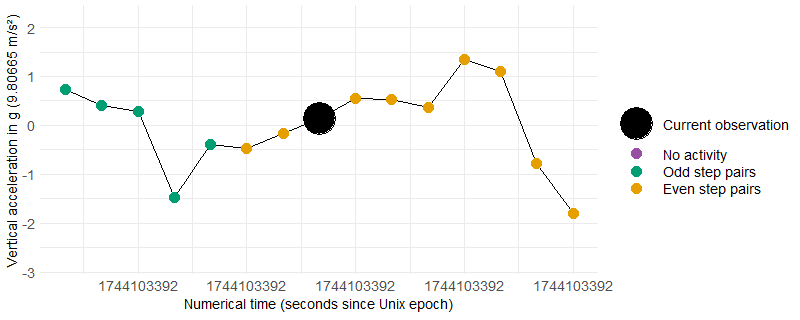 Vertical acceleration in g (9.80665 m/s²)
2
1
0
-1
-2
-3
1744103392 1744103392 1744103392 1744103392 1744103392
Numerical time (seconds since Unix epoch)
Current observation
No activity
Odd step pairs
Even step pairs